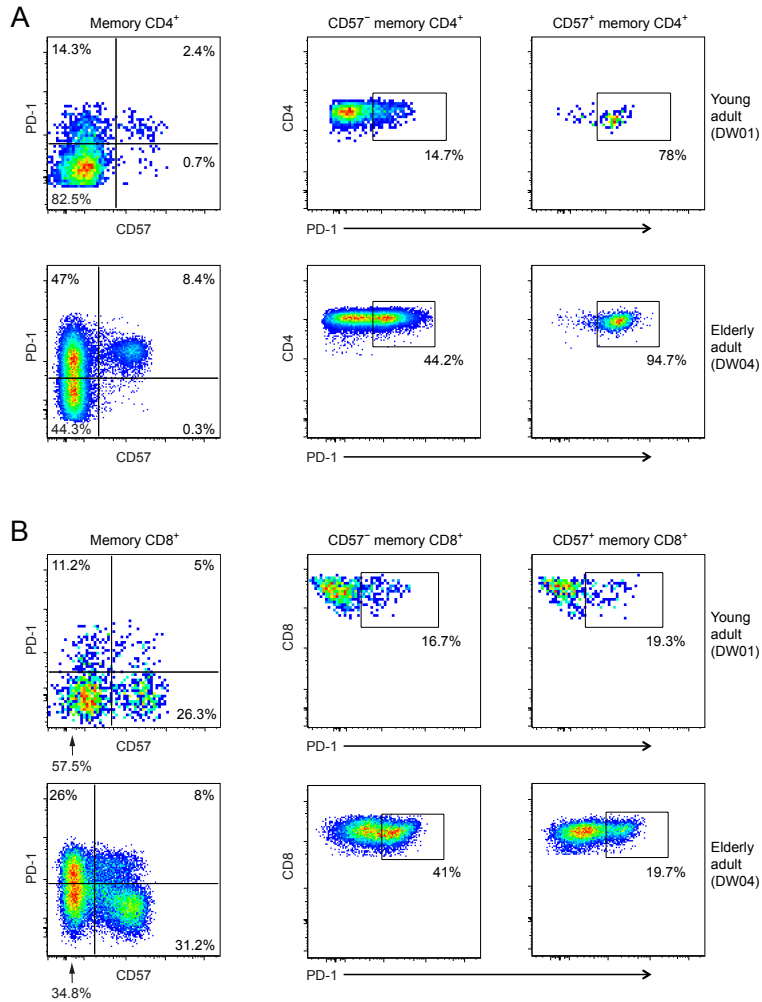 A
Memory CD4⁺
CD57⁻ memory CD4⁺
CD57⁺ memory CD4⁺
14.3%
2.4%
PD-1
0.7%
82.5%
CD57
CD4
14.7%
78%
PD-1
Young
adult
(DW01)
47%
8.4%
PD-1
44.3%
0.3%
CD57
CD4
44.2%
94.7%
PD-1
Elderly
adult
(DW04)
B
Memory CD8⁺
CD57⁻ memory CD8⁺
CD57⁺ memory CD8⁺
11.2%
5%
PD-1
26.3%
CD57
57.5%
CD8
16.7%
19.3%
PD-1
Young
adult
(DW01)
26%
8%
PD-1
31.2%
CD57
34.8%
CD8
41%
19.7%
PD-1
Elderly
adult
(DW04)